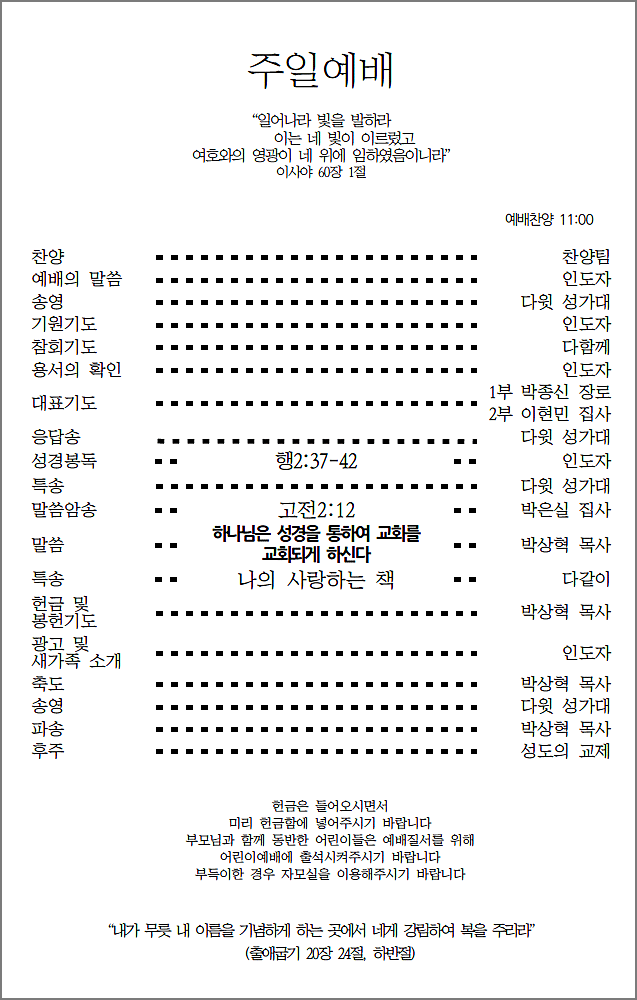 주일예배
“일어나라 빛을 발하라
이는 네 빛이 이르렀고
여호와의 영광이 네 위에 임하였음이니라”
이사야 60장 1절
예배찬양 11:00
찬양 찬양팀
예배의 말씀 인도자
송영 다윗 성가대
기원기도 인도자
참회기도 다함께
용서의 확인 인도자
대표기도 1부 박종신 장로
2부 이현민 집사
응답송 다윗 성가대
성경봉독 행2:37-42 인도자
특송 다윗 성가대
말씀암송 고전2:12 박은실 집사
말씀 하나님은 성경을 통하여 교회를
교회되게 하신다 박상혁 목사
특송 나의 사랑하는 책 다같이
헌금 및
봉헌기도 박상혁 목사
광고 및
새가족 소개 인도자
축도 박상혁 목사
송영 다윗 성가대
파송 박상혁 목사
후주 성도의 교제
헌금은 들어오시면서
미리 헌금함에 넣어주시기 바랍니다
부모님과 함께 동반한 어린이들은 예배질서를 위해
어린이예배에 출석시켜주시기 바랍니다
부득이한 경우 자모실을 이용해주시기 바랍니다
“내가 무릇 내 이름을 기념하게 하는 곳에서 네게 강림하여 복을 주리라”
(출애굽기 20장 24절, 하반절)